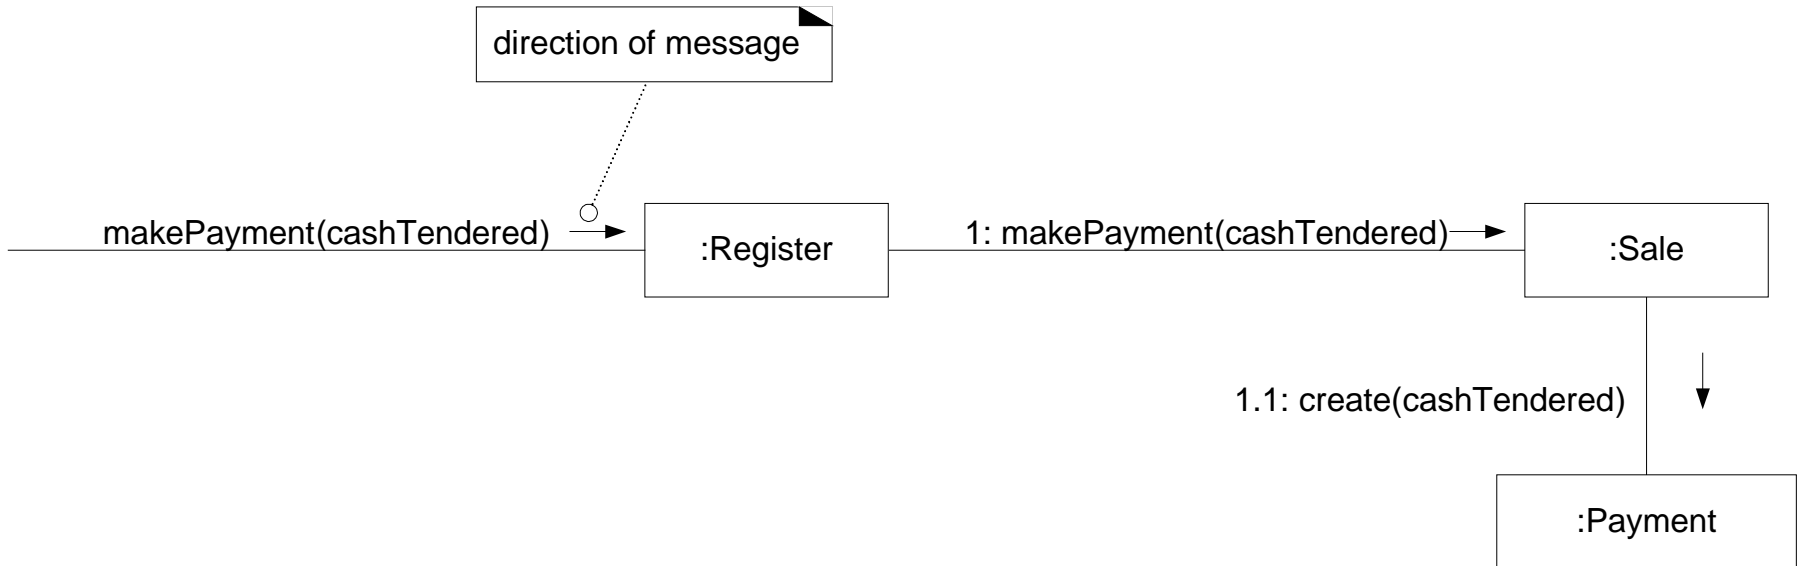 direction of message
makePayment(cashTendered)
:Register
1: makePayment(cashTendered)
:Sale
1.1: create(cashTendered)
:Payment